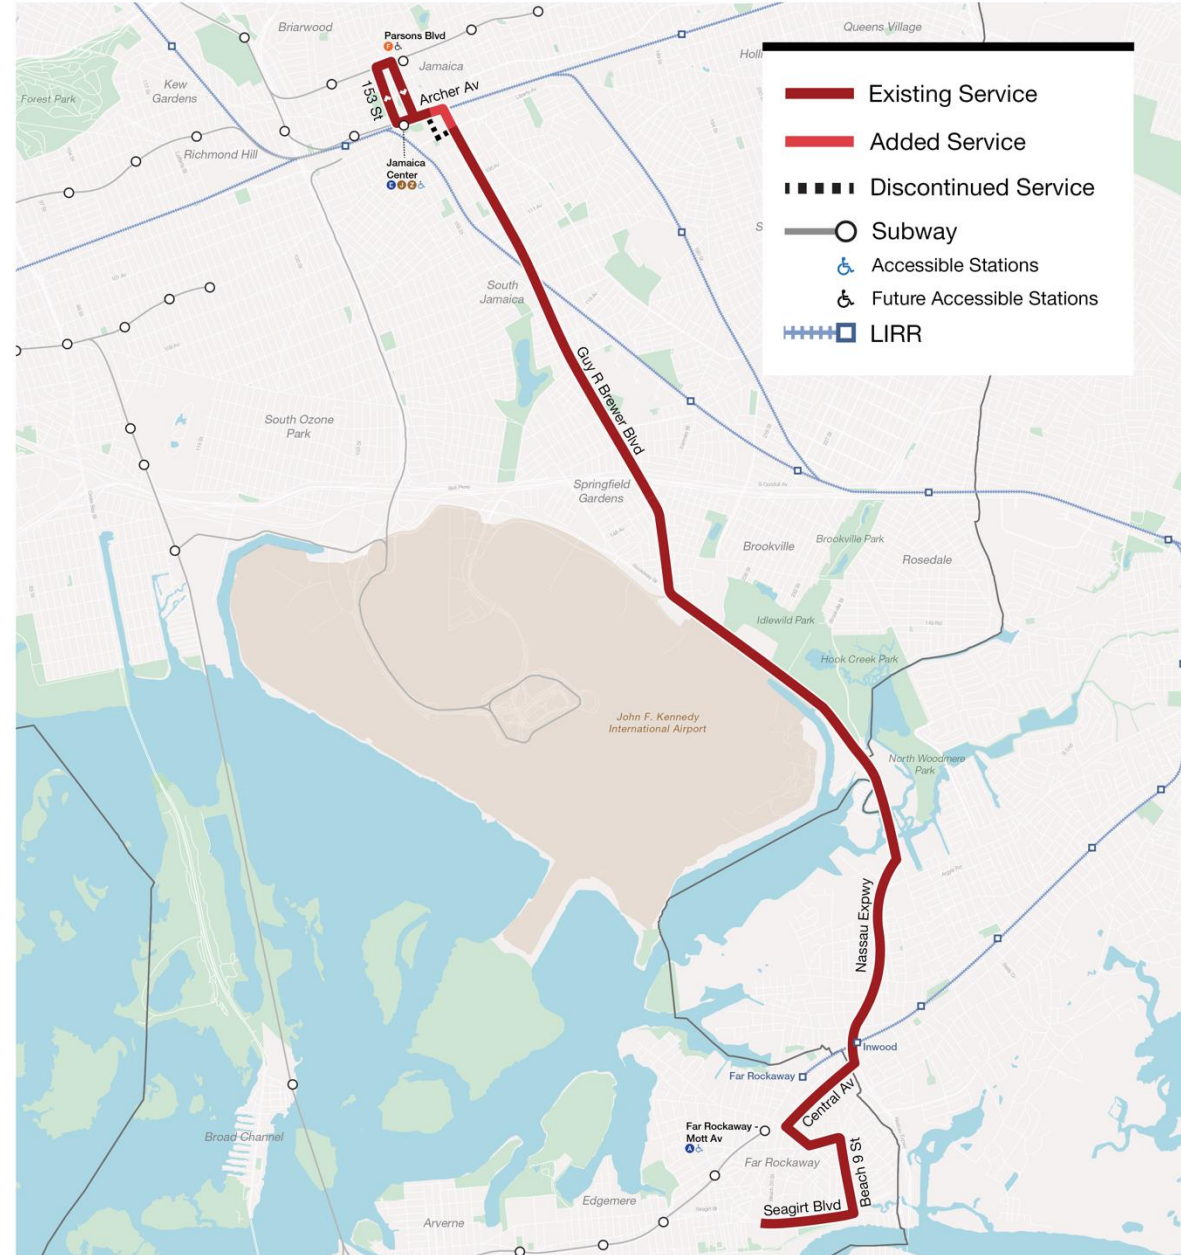 Briarwood
Parsons Blvd
F
Jamaica
Queens Village
Holli
Kew
Gardens
Forest Park
153 St
Archer Av
Richmond Hill
Jamaica
Center
E J Z
Existing Service
Added Service
Discontinued Service
Subway
Accessible Stations
Future Accessible Stations
LIRR
S
South
Jamaica
Guy R Brewer Blvd
South Ozone
Park
Springfield
Gardens
Brookville
Brookville Park
Rosedale
Idlewild Park
Hook Creek Park
John F. Kennedy
International Airport
North Woodmere
Park
Nassau Expwy
Inwood
Far Rockaway
Central Av
Far Rockaway -
Mott Av
A
Broad Channel
Far Rockaway
Beach 9 St
Edgemere
Seagirt Blvd
Arverne